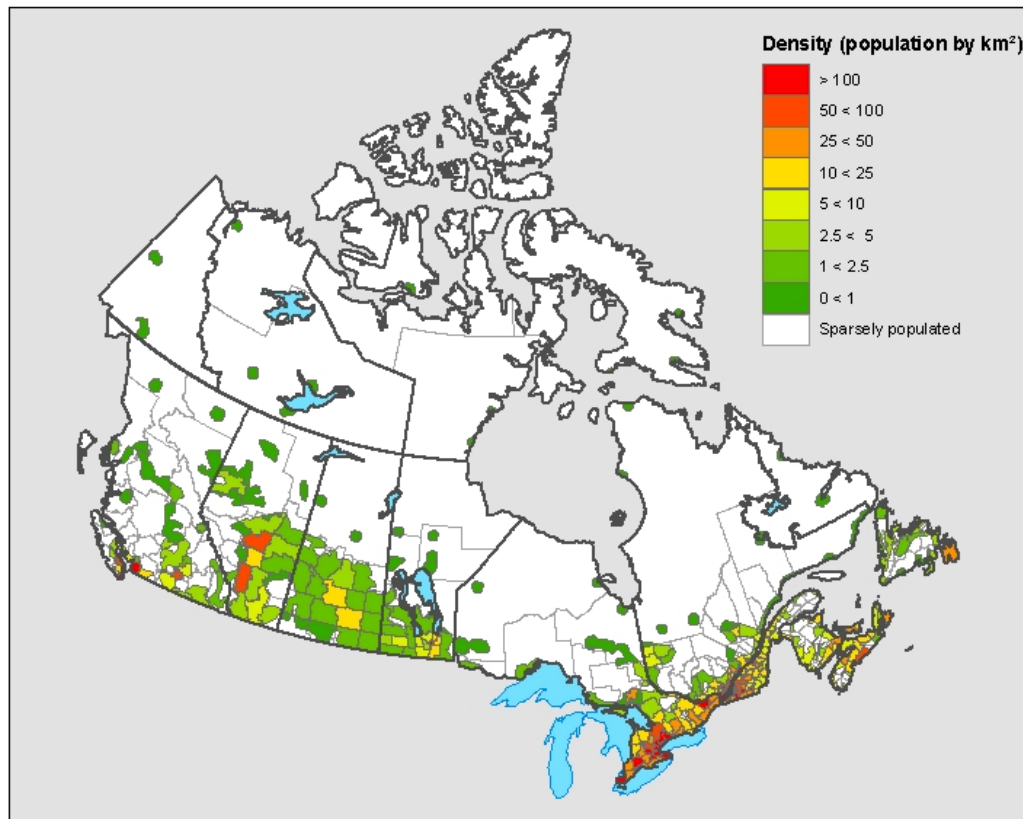 Density (population by km²)
> 100
50 < 100
25 < 50
10 < 25
5 < 10
2.5 < 5
1 < 2.5
0 < 1
Sparsely populated